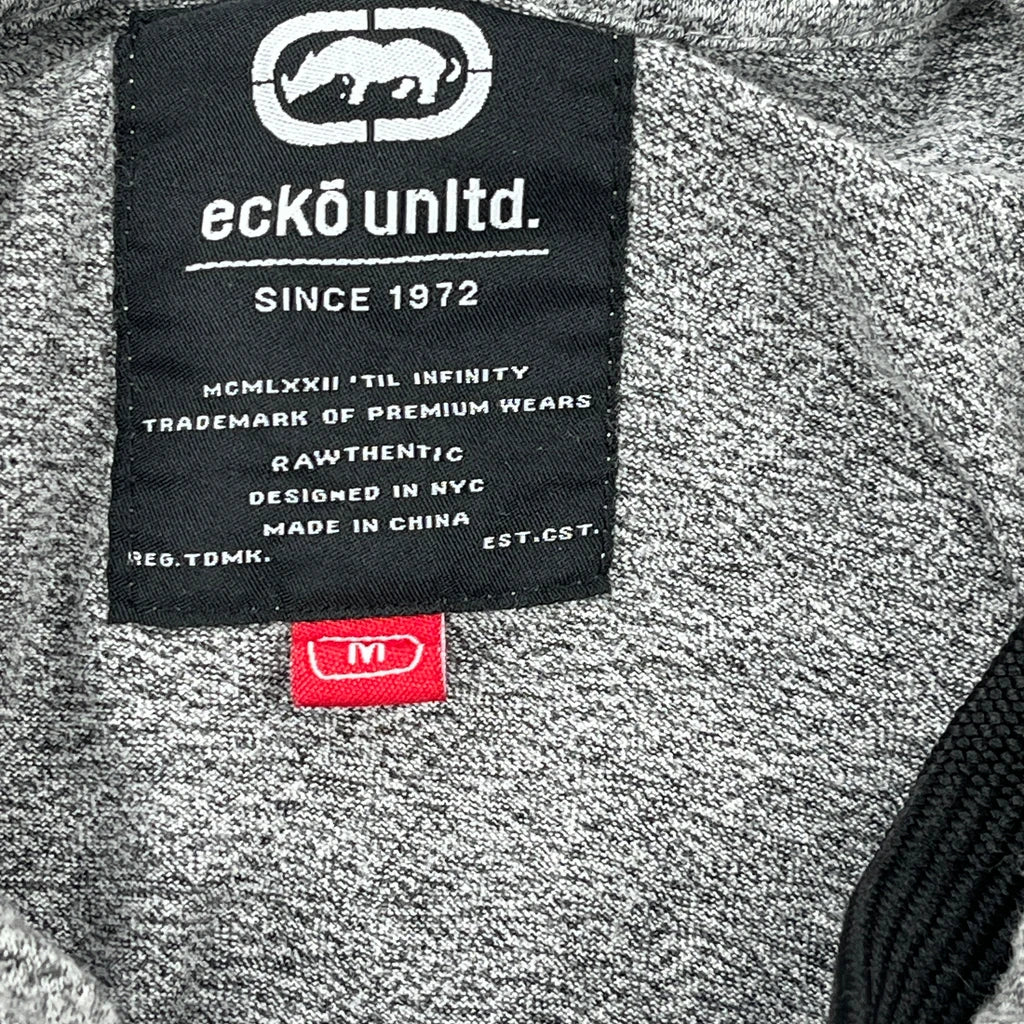 eckō unltd.
SINCE 1972
MCMLXXII 'TIL INFINITY
TRADEMARK OF PREMIUM WEARS
RAWTHENTIC
DESIGNED IN NYC
MADE IN CHINA
REG.TDMK. EST.CST.
M